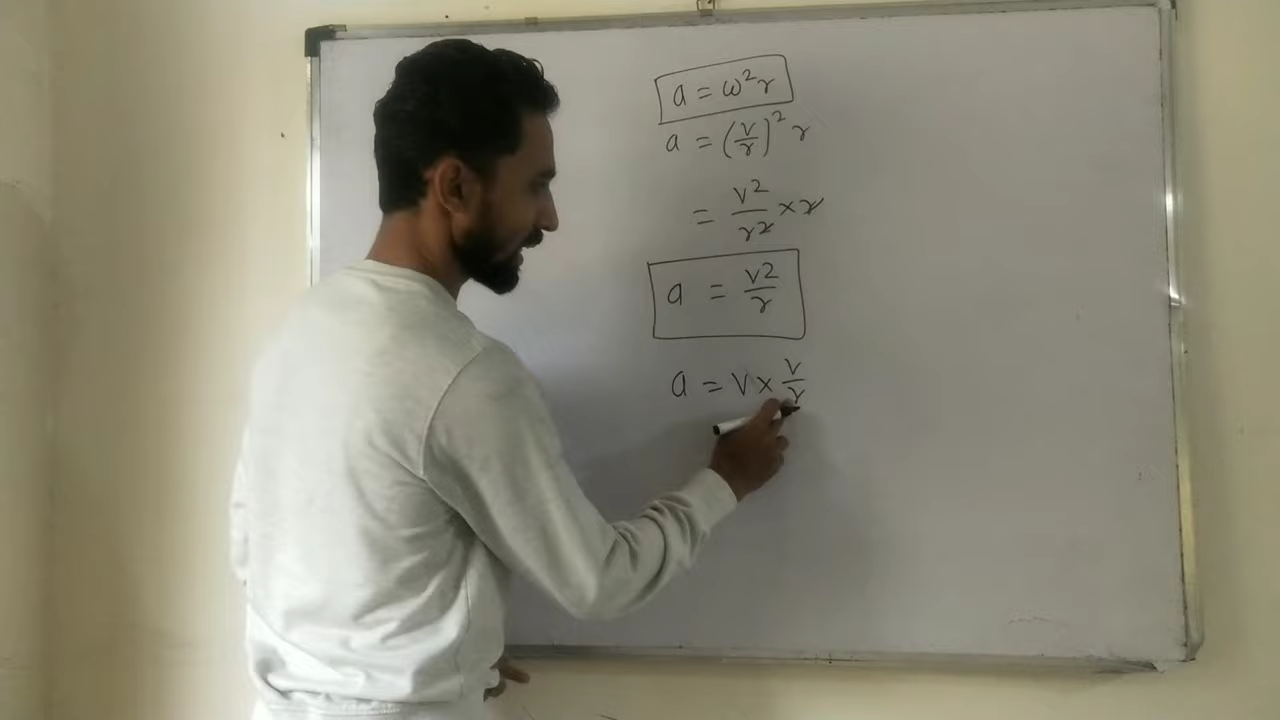 a = ω²r
a = (v/r)² r
= v²/r² × r
a = v²/r
a = v × v/r